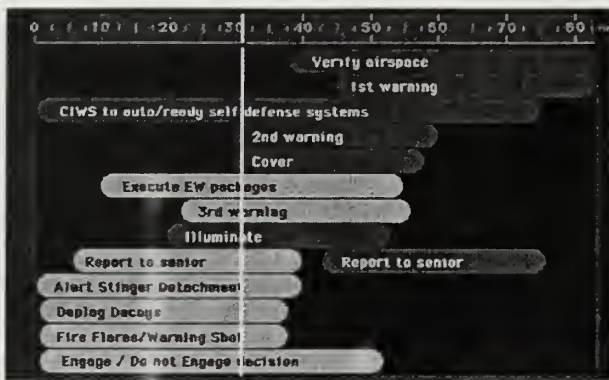 0 10 20 30 40 50 60 70 80
Verify airspace
1st warning
CIWS to auto/ready self defense systems
2nd warning
Cover
Execute EW packages
3rd warning
Illuminate
Report to senior Report to senior
Alert Stinger Detachment
Deploy Decoys
Fire Flares/Warning Shot
Engage / Do not Engage decision